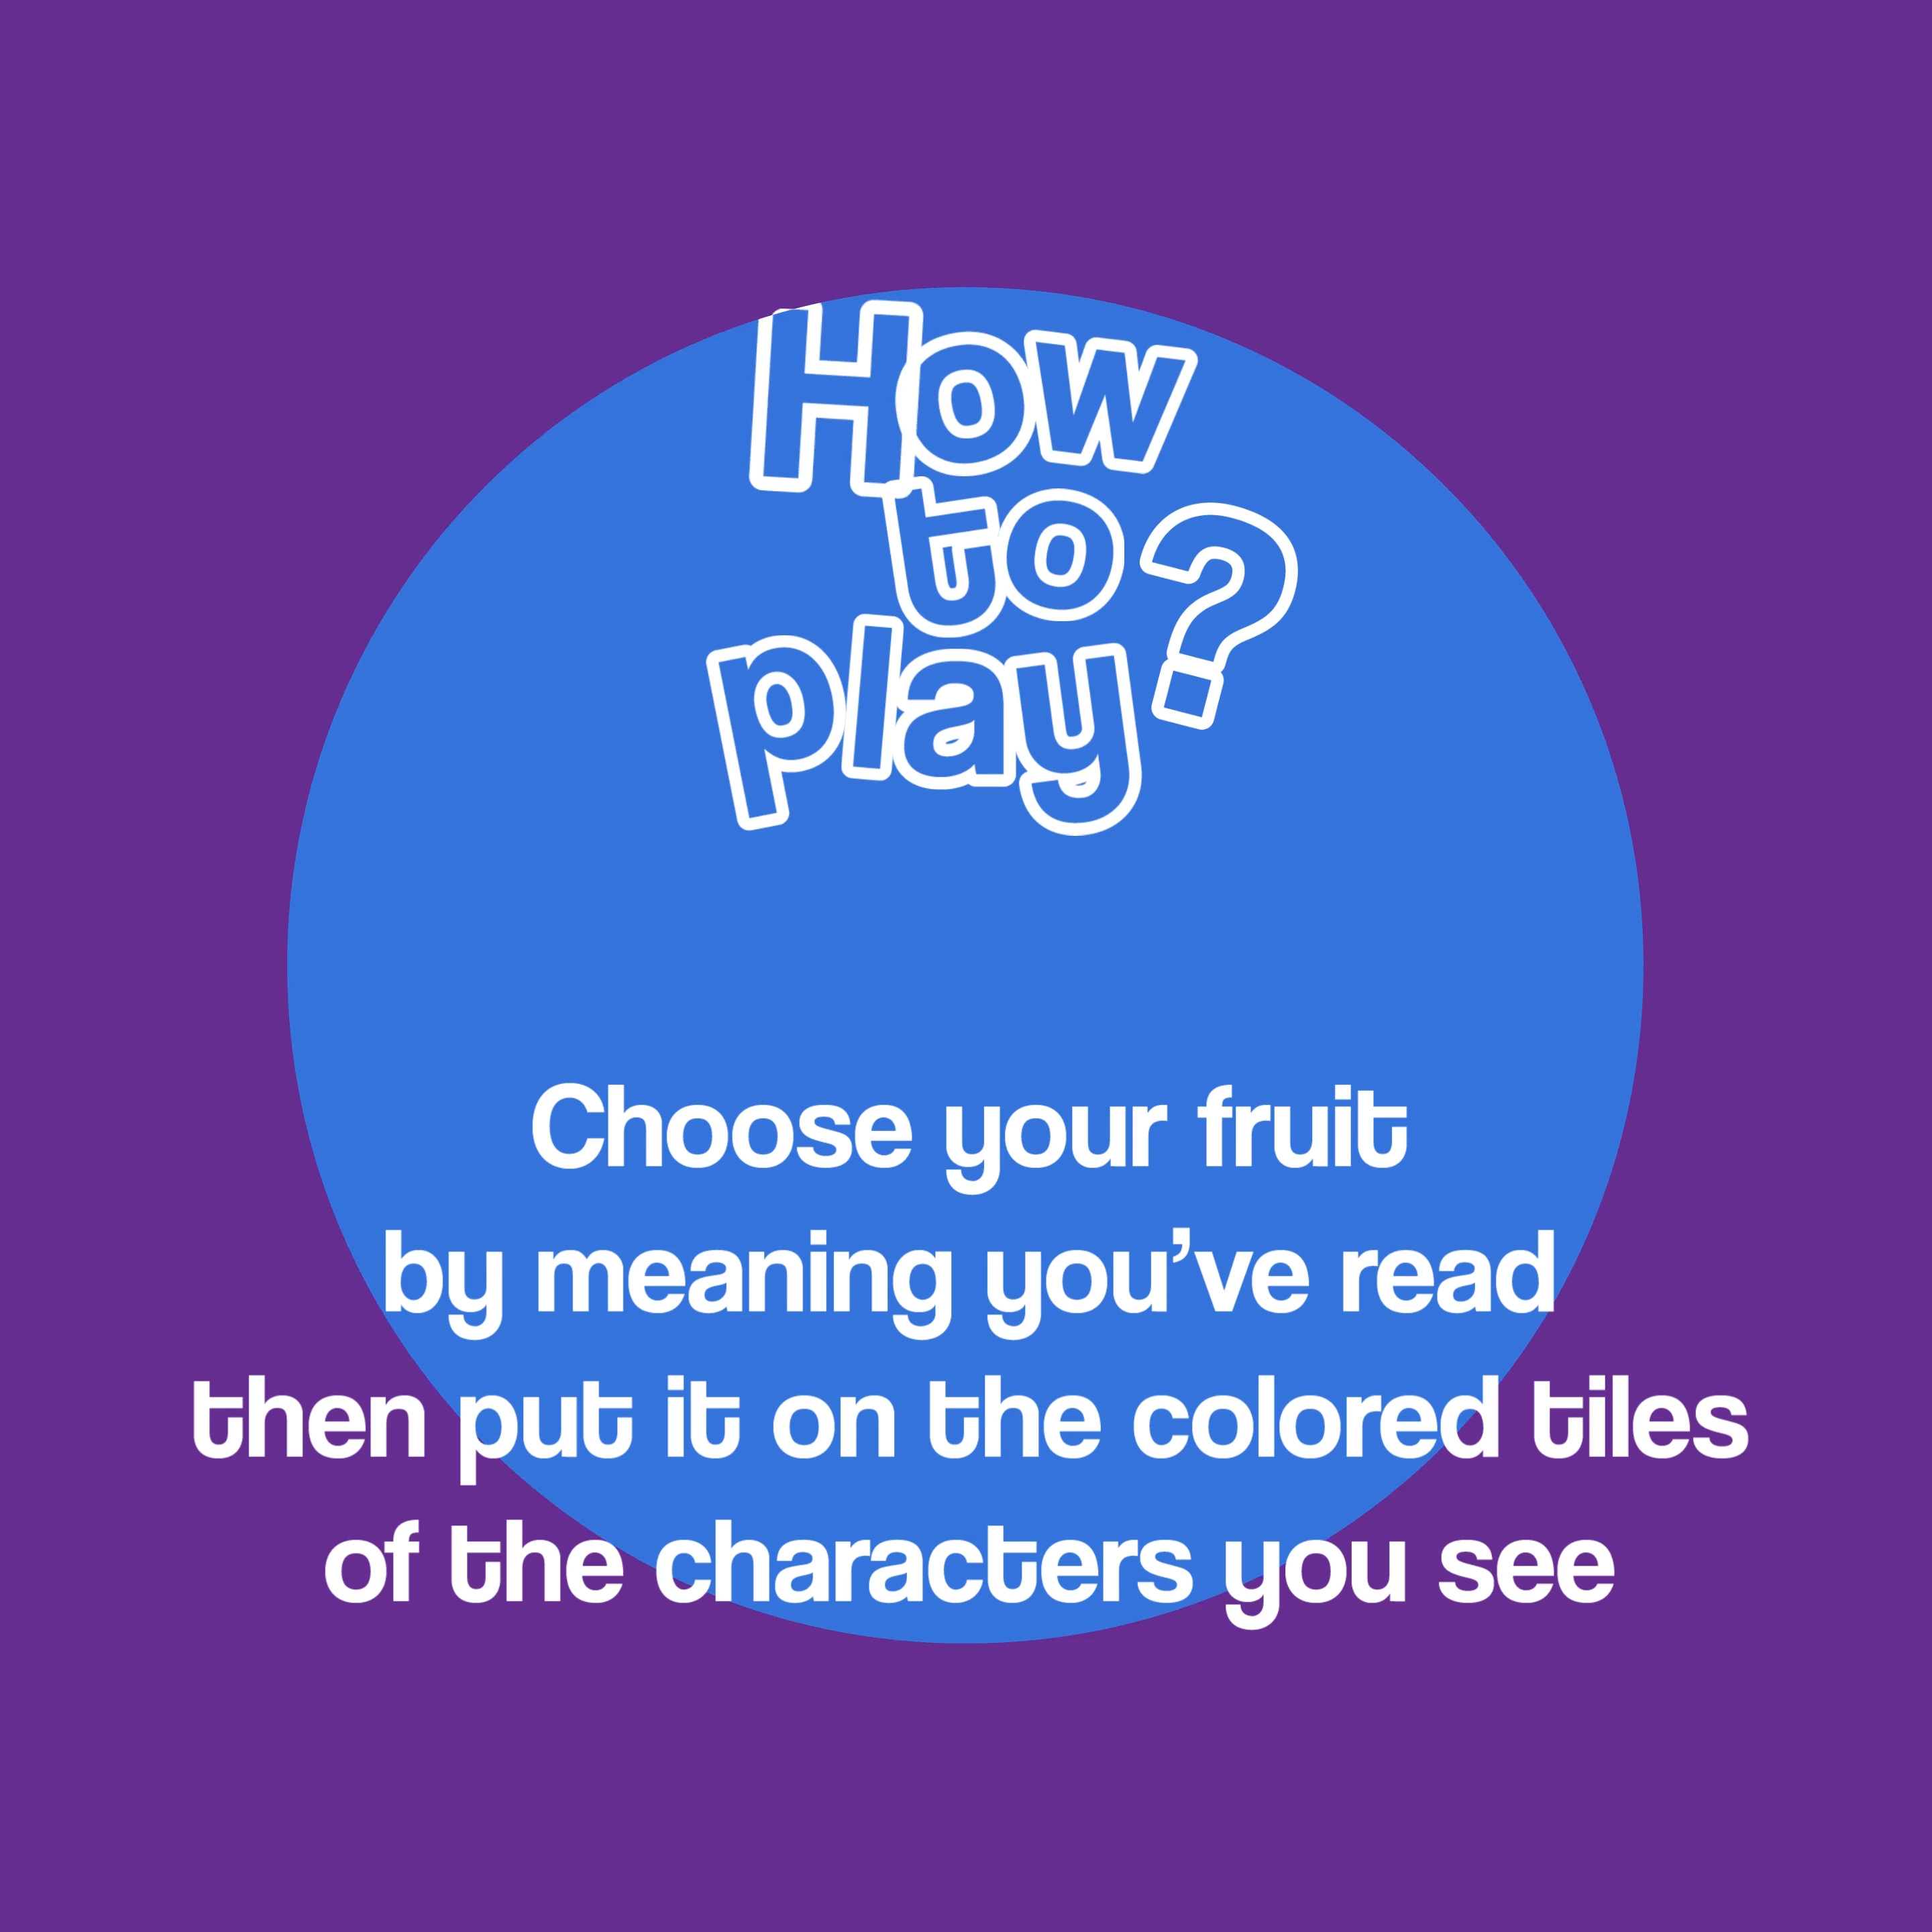 How
to
play?
Choose your fruit
by meaning you’ve read
then put it on the colored tiles
of the characters you see